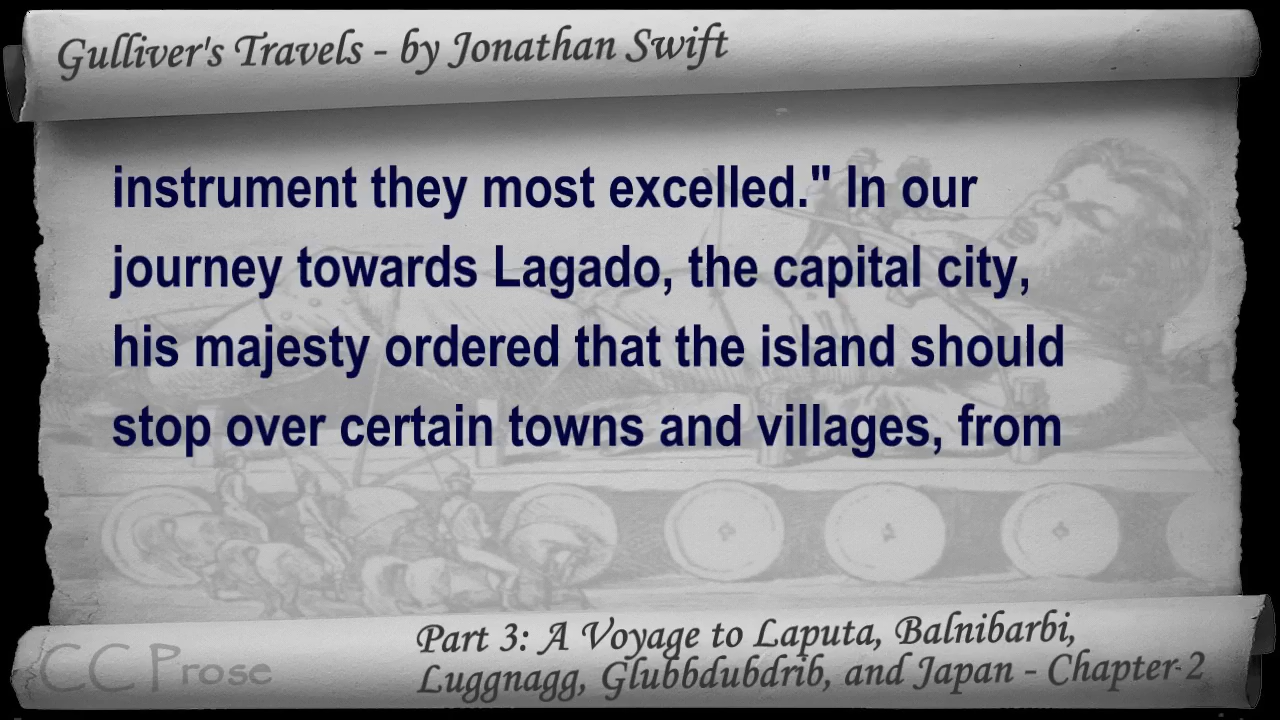 Gulliver's Travels - by Jonathan Swift
instrument they most excelled." In our
journey towards Lagado, the capital city,
his majesty ordered that the island should
stop over certain towns and villages, from
Part 3: A Voyage to Laputa, Balnibarbi,
Luggnagg, Glubbdubdrib, and Japan - Chapter 2
CC Prose